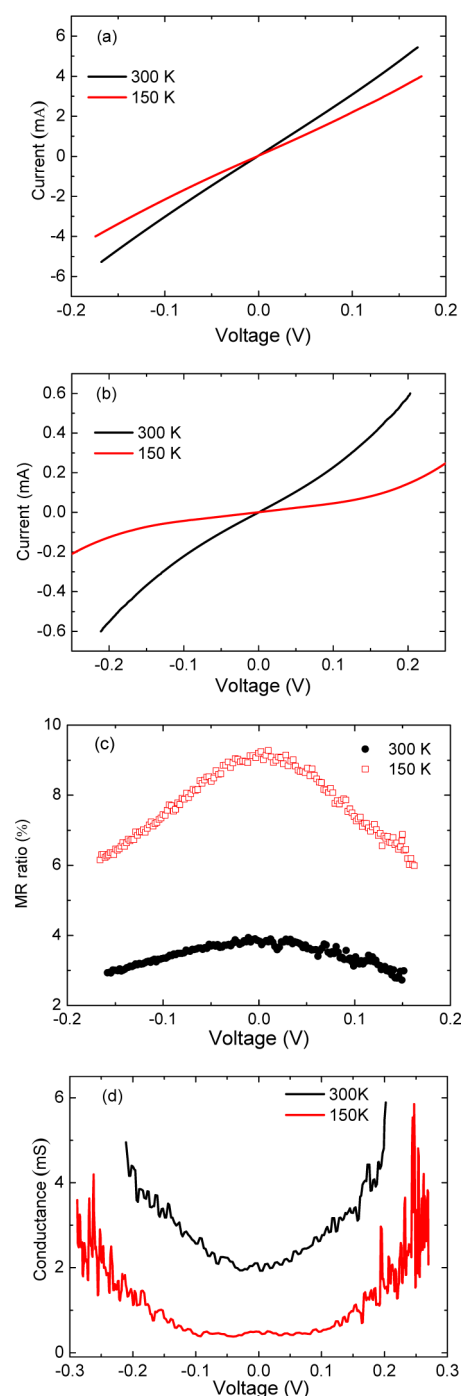 (a)
300 K
150 K
Current (mA)
6
4
2
0
-2
-4
-6
-0.2
-0.1
0.0
0.1
0.2
Voltage (V)
(b)
300 K
150 K
Current (mA)
0.6
0.4
0.2
0.0
-0.2
-0.4
-0.6
-0.2
-0.1
0.0
0.1
0.2
Voltage (V)
(c)
300 K
150 K
MR ratio (%)
10
8
6
4
2
-0.2
-0.1
0.0
0.1
0.2
Voltage (V)
(d)
300K
150K
Conductance (mS)
6
4
2
0
-0.3
-0.2
-0.1
0.0
0.1
0.2
0.3
Voltage (V)